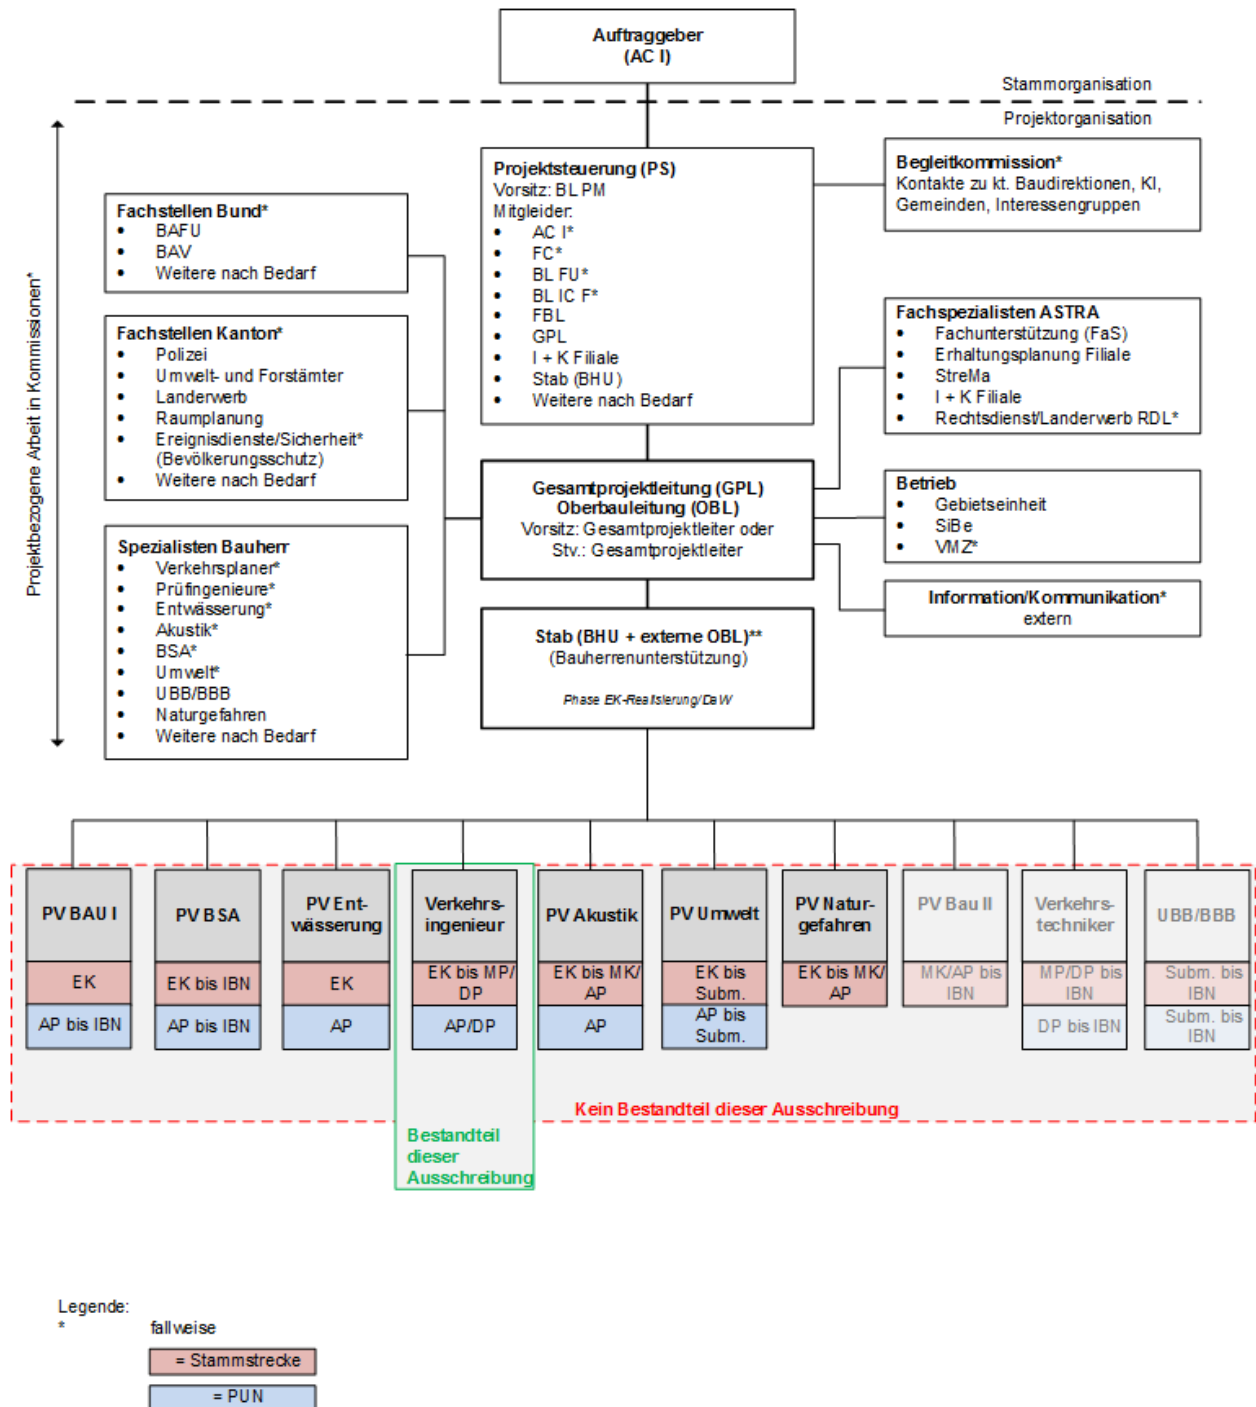 Auftraggeber
(AC I)
Stammorganisation
Projektorganisation
Projektbezogene Arbeit in Kommissionen*
Projektsteuerung (PS)
Vorsitz: BL PM
Mitgleider:
• AC I*
• FC*
• BL FU*
• BL IC F*
• FBL
• GPL
• I + K Filiale
• Stab (BHU)
• Weitere nach Bedarf
Begleitkommission*
Kontakte zu kt. Baudirektionen, KI,
Gemeinden, Interessengruppen
Fachstellen Bund*
• BAFU
• BAV
• Weitere nach Bedarf
Fachstellen Kanton*
• Polizei
• Umwelt- und Forstämter
• Landerwerb
• Raumplanung
• Ereignisdienste/Sicherheit*
(Bevölkerungsschutz)
• Weitere nach Bedarf
Fachspezialisten ASTRA
• Fachunterstützung (FaS)
• Erhaltungsplanung Filiale
• StreMa
• I + K Filiale
• Rechtsdienst/Landerwerb RDL*
Gesamtprojektleitung (GPL)
Oberbauleitung (OBL)
Vorsitz: Gesamtprojektleiter oder
Stv.: Gesamtprojektleiter
Betrieb
• Gebietseinheit
• SiBe
• VMZ*
Spezialisten Bauherr
• Verkehrsplaner*
• Prüfingenieure*
• Entwässerung*
• Akustik*
• BSA*
• Umwelt*
• UBB/BBB
• Naturgefahren
• Weitere nach Bedarf
Information/Kommunikation*
extern
Stab (BHU + externe OBL)**
(Bauherrenunterstützung)
Phase EK-Realisierung/DaW
PV BAU I
EK
AP bis IBN
PV BSA
EK bis IBN
AP bis IBN
PV Ent-
wässerung
EK
AP
Verkehrs-
ingenieur
EK bis MP/
DP
AP/DP
PV Akustik
EK bis MK/
AP
AP
PV Umwelt
EK bis
Subm.
AP bis
Subm.
PV Natur-
gefahren
EK bis MK/
AP
PV Bau II
MK/AP bis
IBN
Verkehrs-
techniker
MP/DP bis
IBN
DP bis IBN
UBB/BBB
Subm. bis
IBN
Subm. bis
IBN
Kein Bestandteil dieser Ausschreibung
Bestandteil
dieser
Ausschreibung
Legende:
* fallweise
= Stammstrecke
= PUN